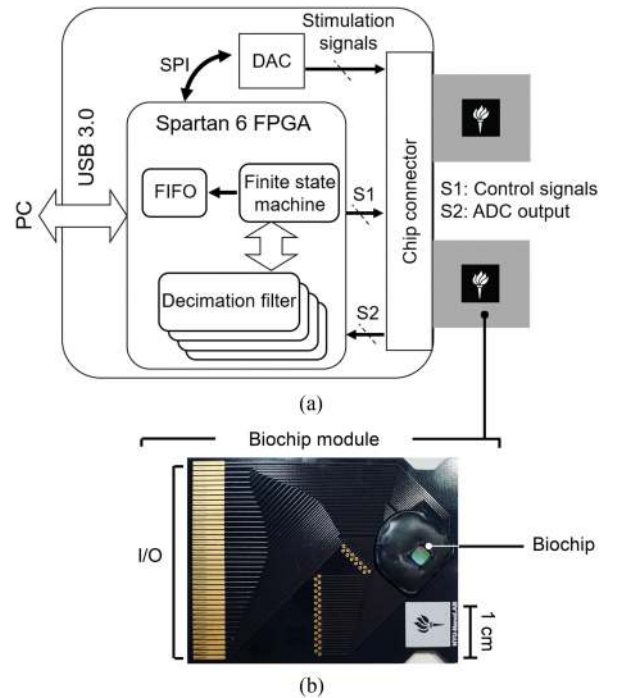 Stimulation
signals
SPI
DAC
Spartan 6 FPGA
USB 3.0
PC
FIFO
Finite state
machine
S1
Chip connector
S1: Control signals
S2: ADC output
Decimation filter
S2
(a)
Biochip module
I/O
Biochip
1 cm
(b)